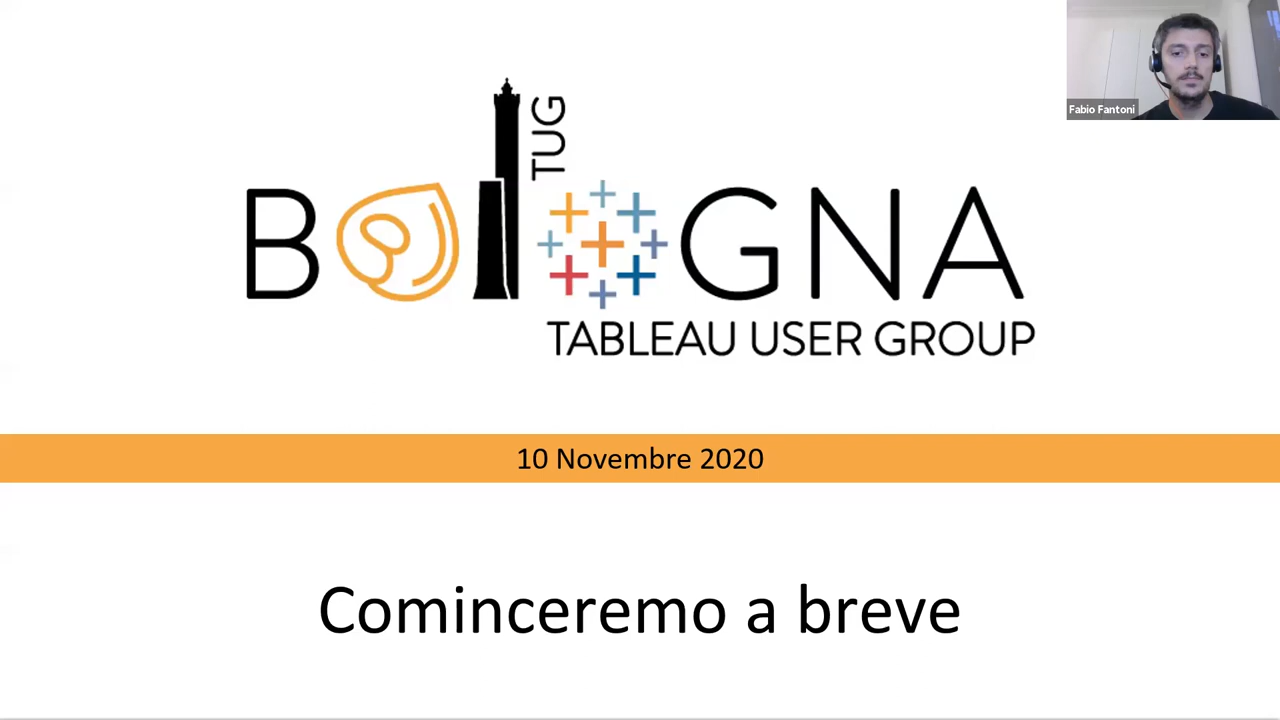 TUG
BOLOGNA
TABLEAU USER GROUP
10 Novembre 2020
Cominceremo a breve
Fabio Fantoni